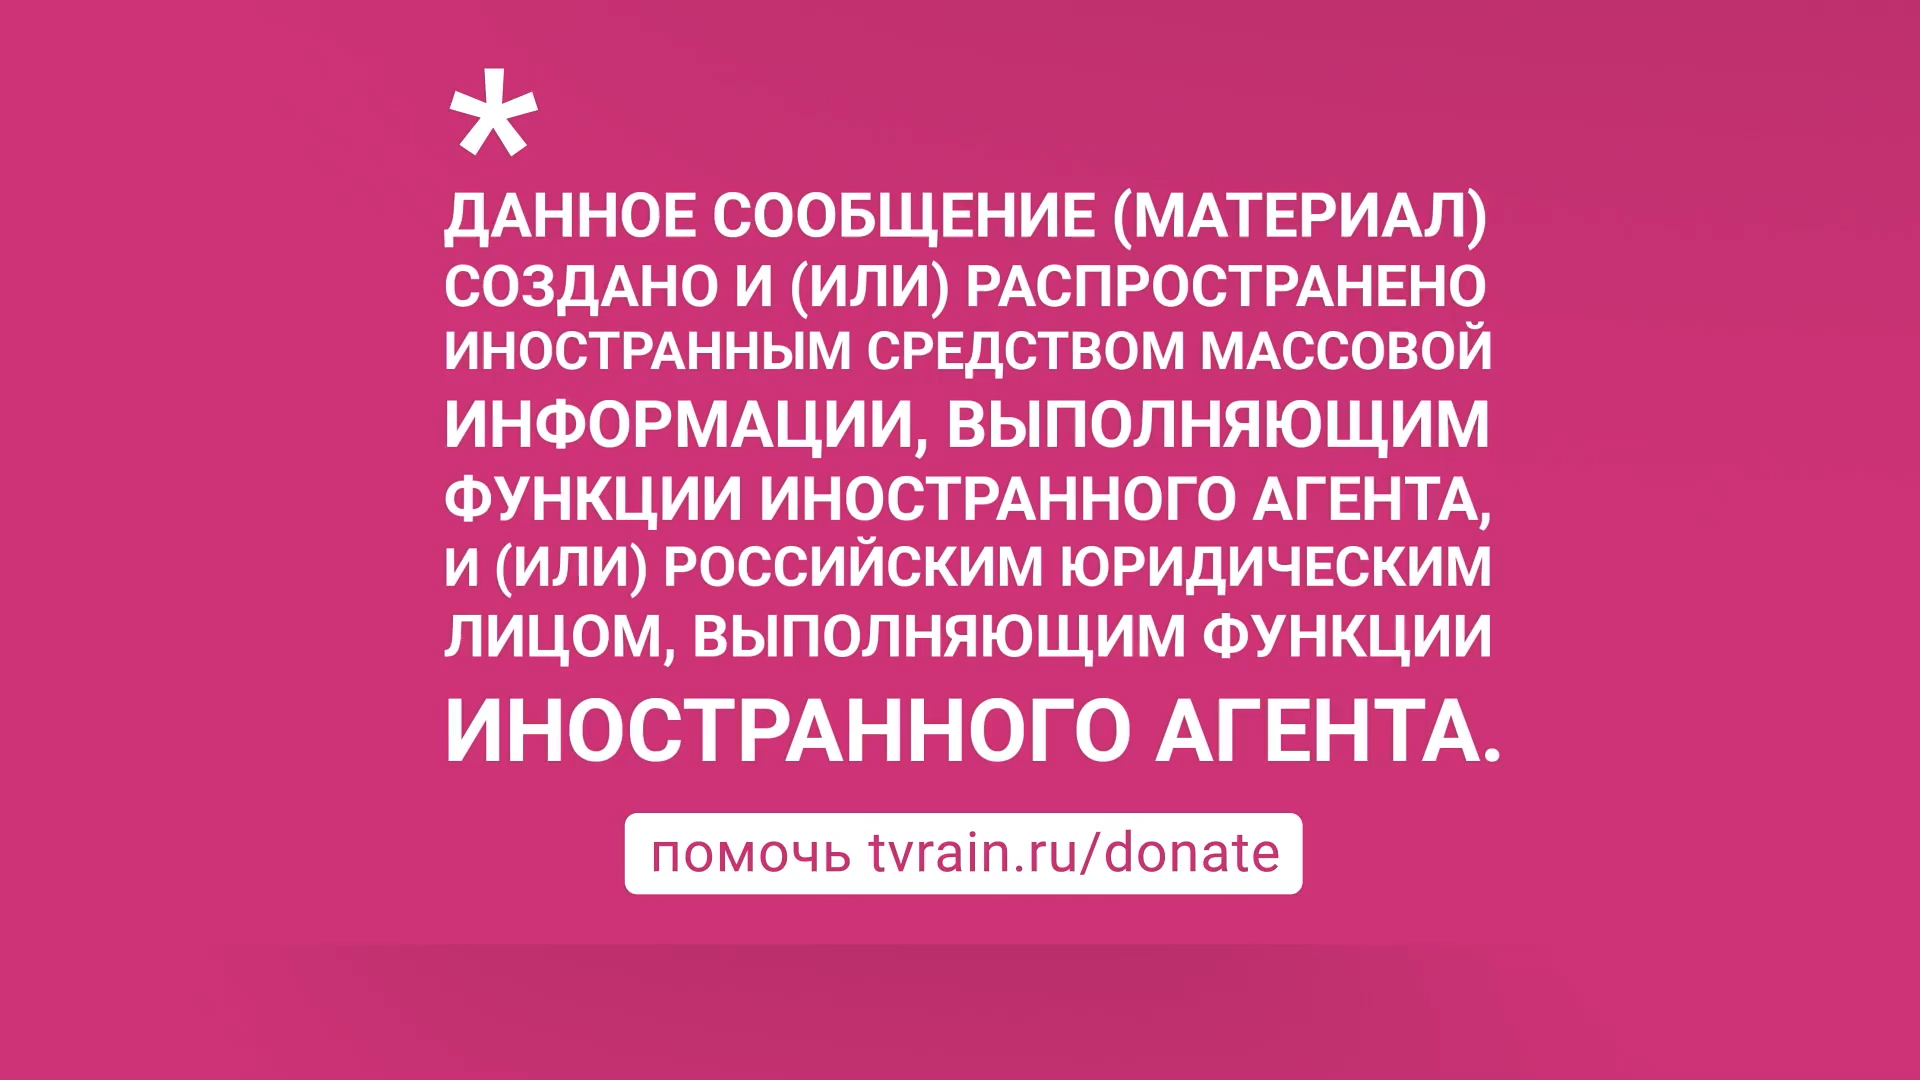 *
ДАННОЕ СООБЩЕНИЕ (МАТЕРИАЛ)
СОЗДАНО И (ИЛИ) РАСПРОСТРАНЕНО
ИНОСТРАННЫМ СРЕДСТВОМ МАССОВОЙ
ИНФОРМАЦИИ, ВЫПОЛНЯЮЩИМ
ФУНКЦИИ ИНОСТРАННОГО АГЕНТА,
И (ИЛИ) РОССИЙСКИМ ЮРИДИЧЕСКИМ
ЛИЦОМ, ВЫПОЛНЯЮЩИМ ФУНКЦИИ
ИНОСТРАННОГО АГЕНТА.
помочь tvrain.ru/donate